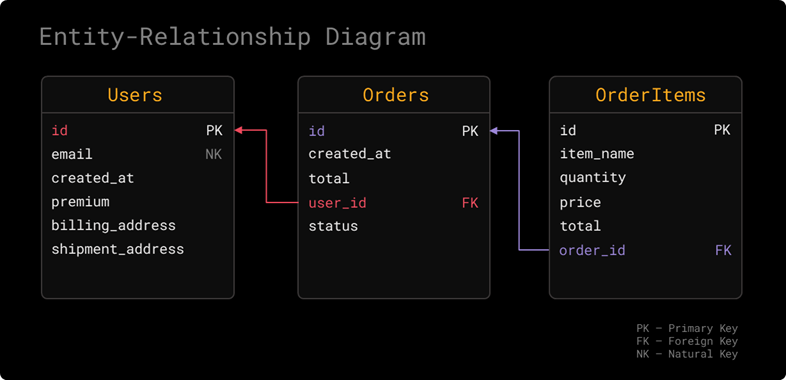 Entity-Relationship Diagram
Users
id PK
email NK
created_at
premium
billing_address
shipment_address
Orders
id PK
created_at
total
user_id FK
status
OrderItems
id PK
item_name
quantity
price
total
order_id FK
PK – Primary Key
FK – Foreign Key
NK – Natural Key